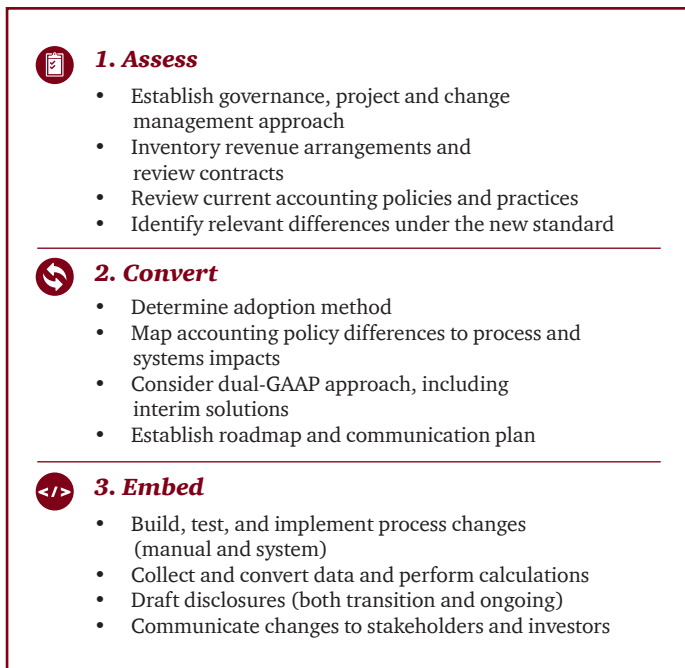 1. Assess
• Establish governance, project and change
management approach
• Inventory revenue arrangements and
review contracts
• Review current accounting policies and practices
• Identify relevant differences under the new standard
2. Convert
• Determine adoption method
• Map accounting policy differences to process and
systems impacts
• Consider dual-GAAP approach, including
interim solutions
• Establish roadmap and communication plan
</> 3. Embed
• Build, test, and implement process changes
(manual and system)
• Collect and convert data and perform calculations
• Draft disclosures (both transition and ongoing)
• Communicate changes to stakeholders and investors